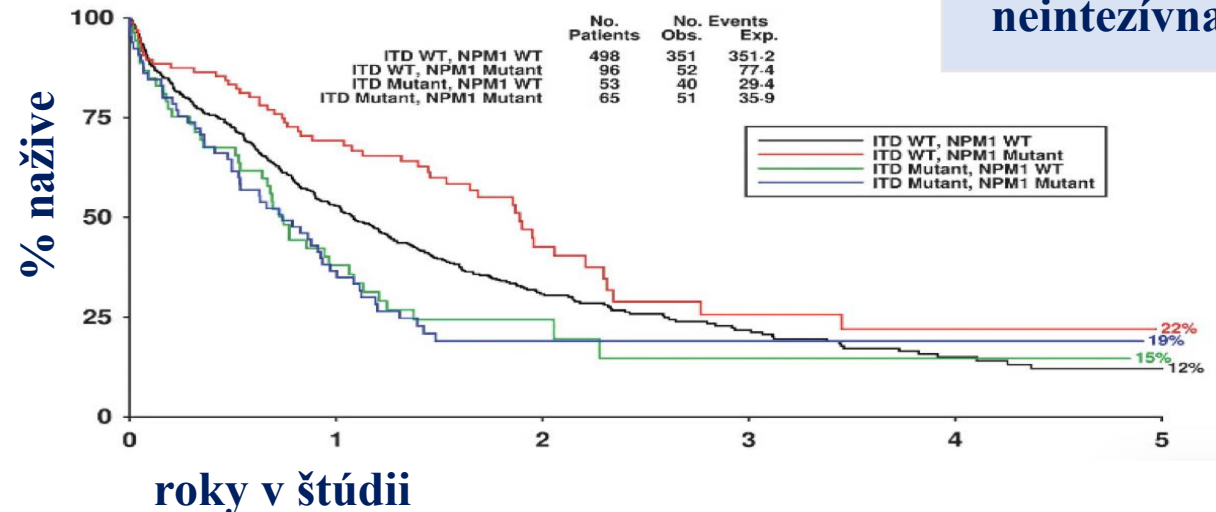 neintezívna
No. No. Events
Patients Obs. Exp.
ITD WT, NPM1 WT 498 351 351·2
ITD WT, NPM1 Mutant 96 52 77·4
ITD Mutant, NPM1 WT 53 40 29·4
ITD Mutant, NPM1 Mutant 65 51 35·9
ITD WT, NPM1 WT
ITD WT, NPM1 Mutant
ITD Mutant, NPM1 WT
ITD Mutant, NPM1 Mutant
% nažive
100
75
50
25
0
22%
19%
15%
12%
0 1 2 3 4 5
roky v štúdii